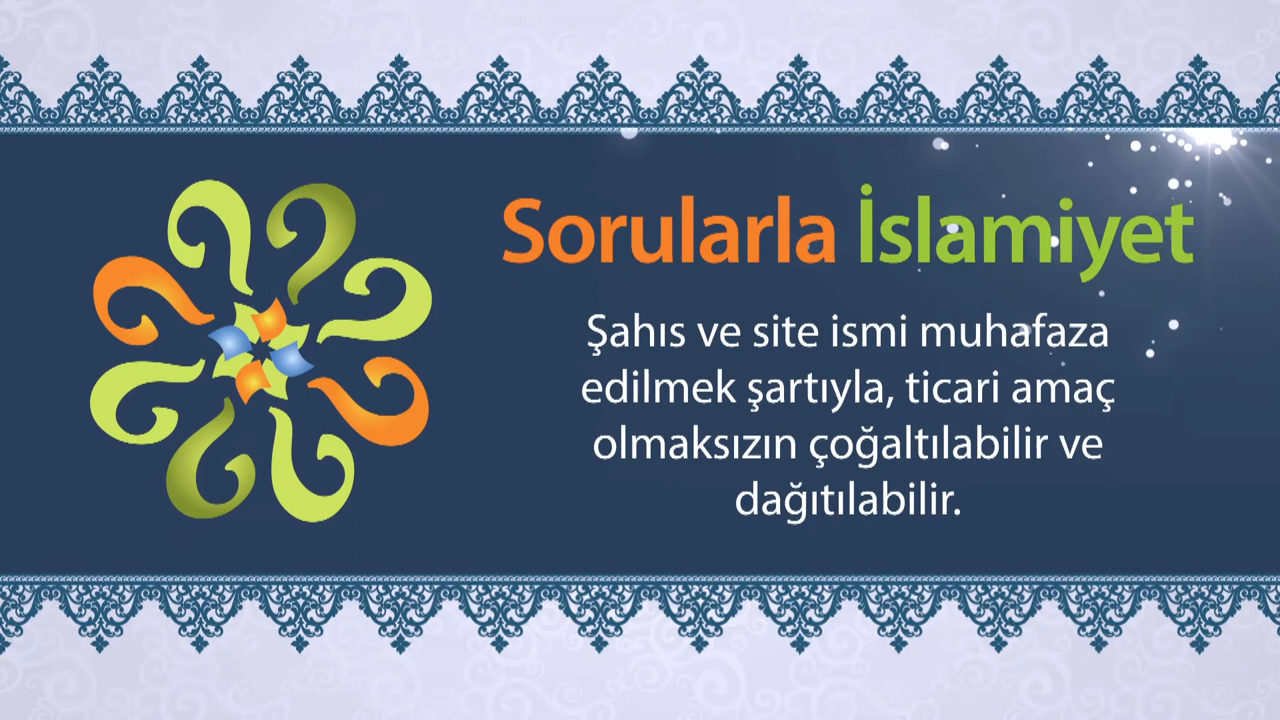 Sorularla İslamiyet
Şahıs ve site ismi muhafaza
edilmek şartıyla, ticari amaç
olmaksızın çoğaltılabilir ve
dağıtılabilir.